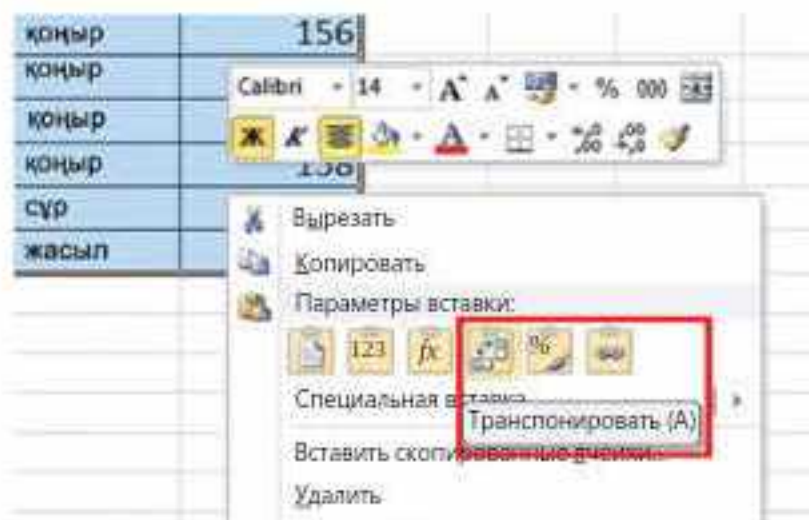 қоңыр 156
қоңыр
Calibri 14 А А % 000
қоңыр
Ж К А
қоңыр 158
сұр
Вырезать
жасыл
Копировать
Параметры вставки:
123 fx %
Специальная вставка
Транспонировать (А)
Вставить скопированные ячейки...
Удалить